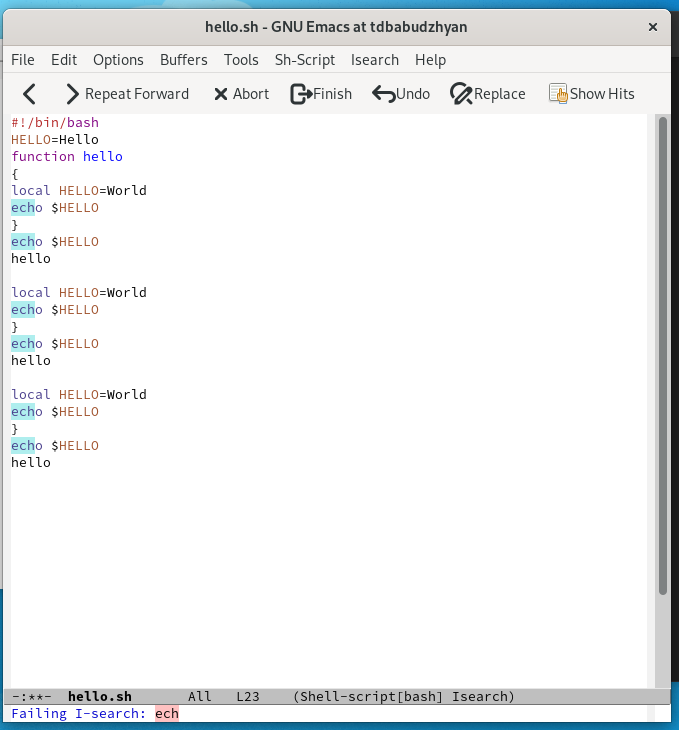 hello.sh - GNU Emacs at tdbabudzhyan
File Edit Options Buffers Tools Sh-Script Isearch Help
Repeat Forward Abort Finish Undo Replace Show Hits
#!/bin/bash
HELLO=Hello
function hello
{
local HELLO=World
echo $HELLO
}
echo $HELLO
hello
local HELLO=World
echo $HELLO
}
echo $HELLO
hello
local HELLO=World
echo $HELLO
}
echo $HELLO
hello
-:**- hello.sh All L23 (Shell-script[bash] Isearch)
Failing I-search: ech